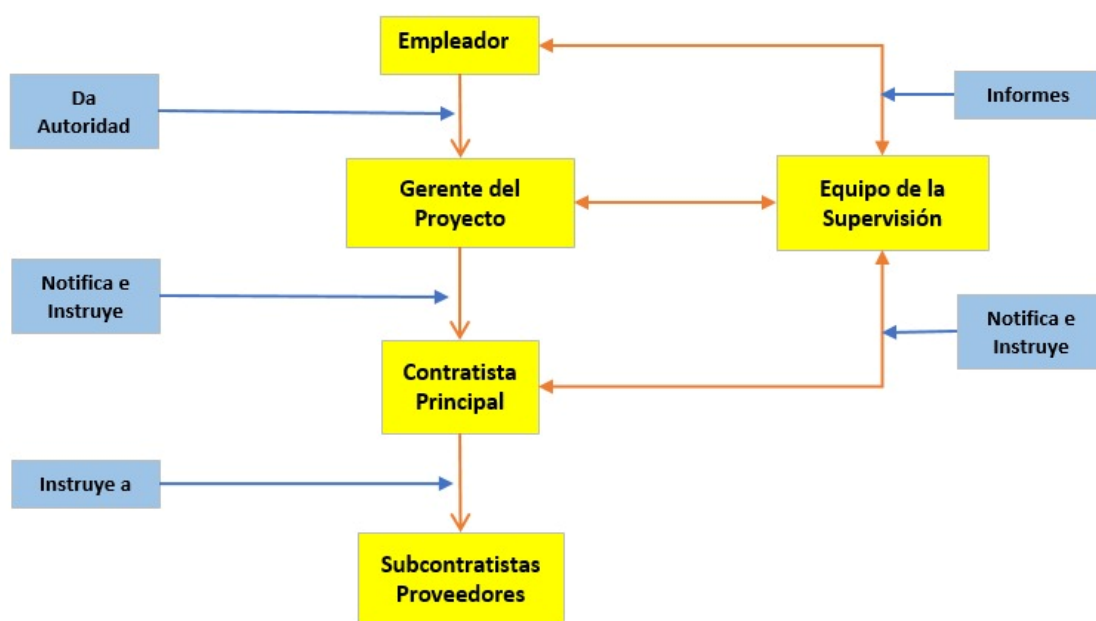 Empleador
Da
Autoridad
Informes
Gerente del
Proyecto
Equipo de la
Supervisión
Notifica e
Instruye
Notifica e
Instruye
Contratista
Principal
Instruye a
Subcontratistas
Proveedores